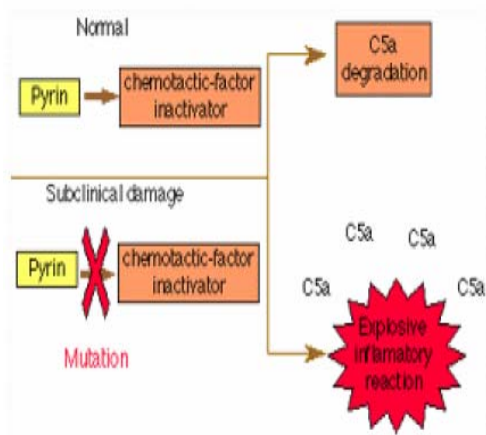 Normal
C5a
degradation
Pyrin
chemotactic-factor
inactivator
Subclinical damage
C5a
C5a
Pyrin
chemotactic-factor
inactivator
C5a
C5a
Explosive
inflamatory
reaction
Mutation